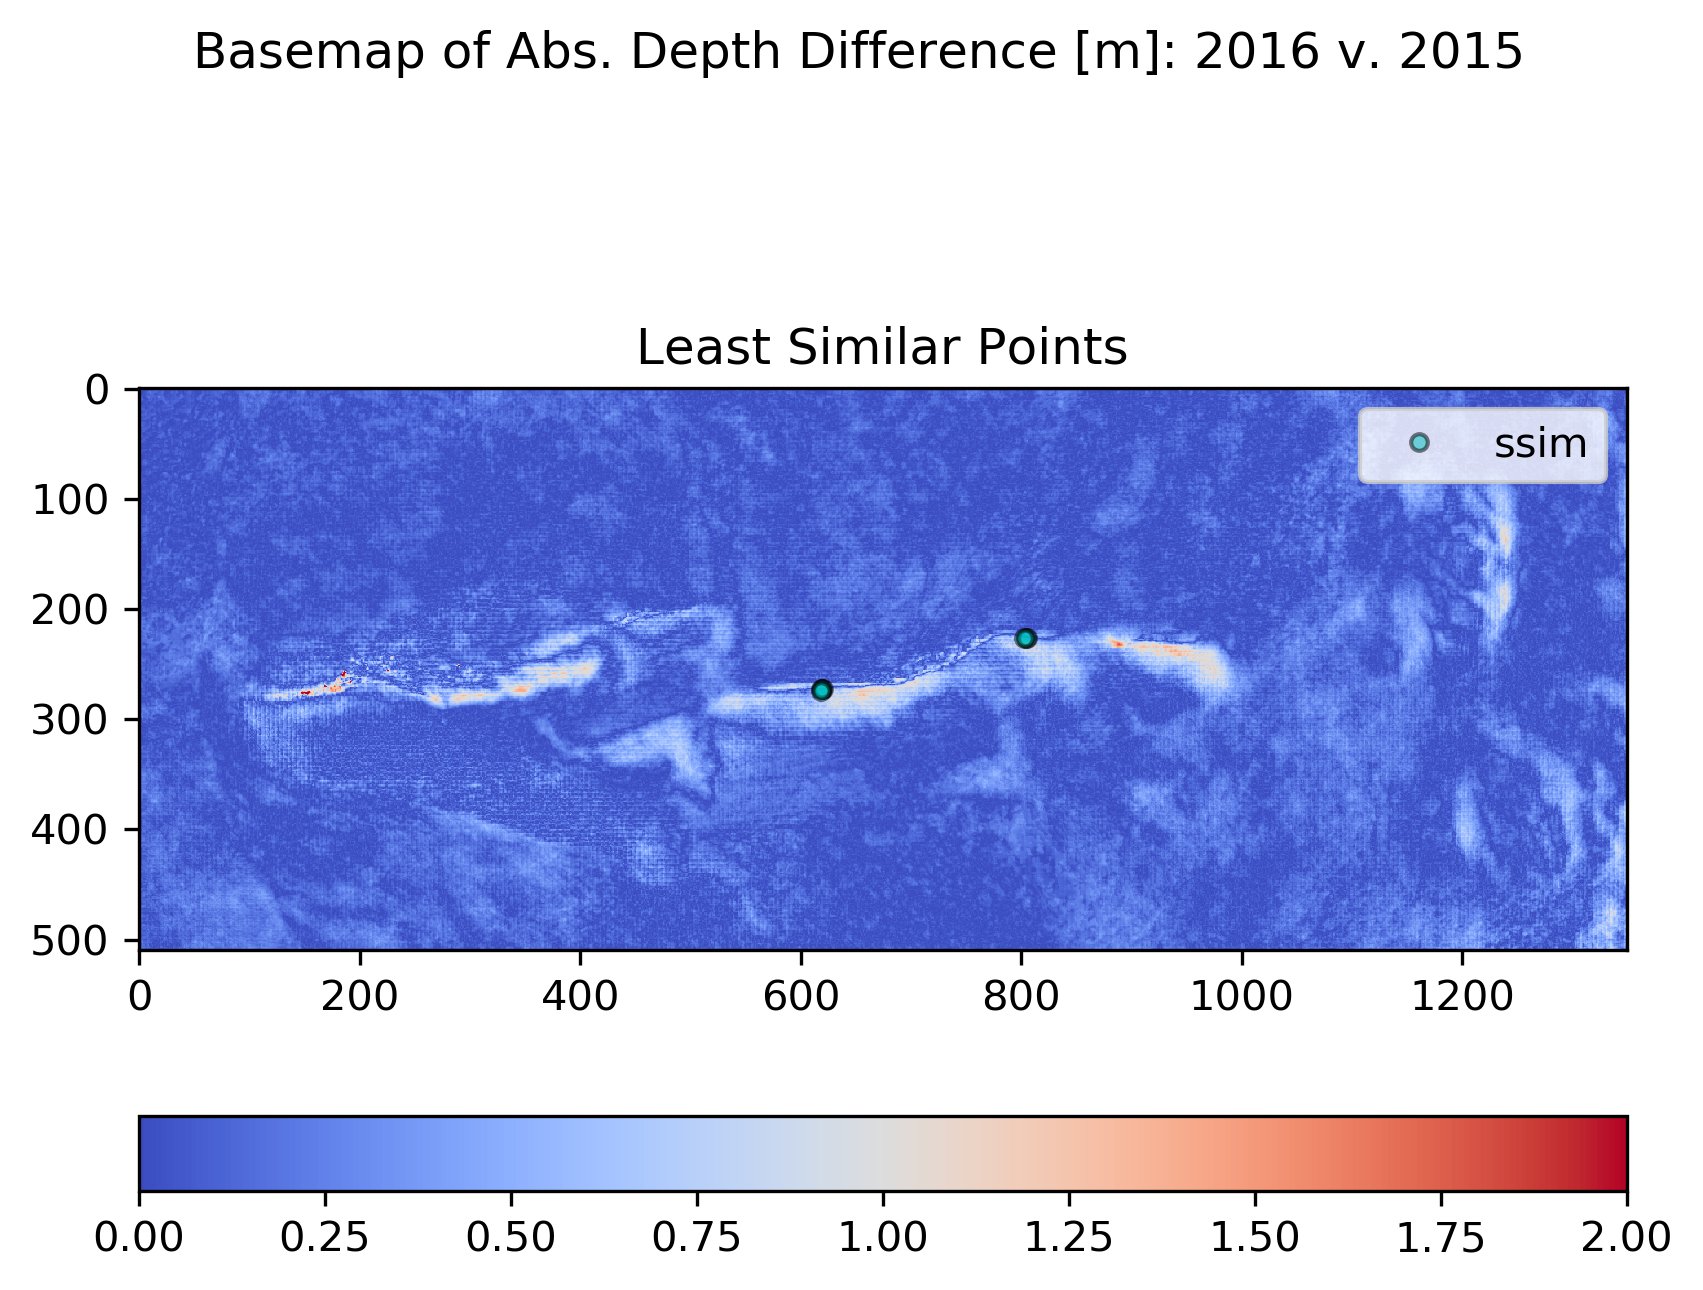 Basemap of Abs. Depth Difference [m]: 2016 v. 2015
Least Similar Points
ssim
0
100
200
300
400
500
0 200 400 600 800 1000 1200
0.00 0.25 0.50 0.75 1.00 1.25 1.50 1.75 2.00